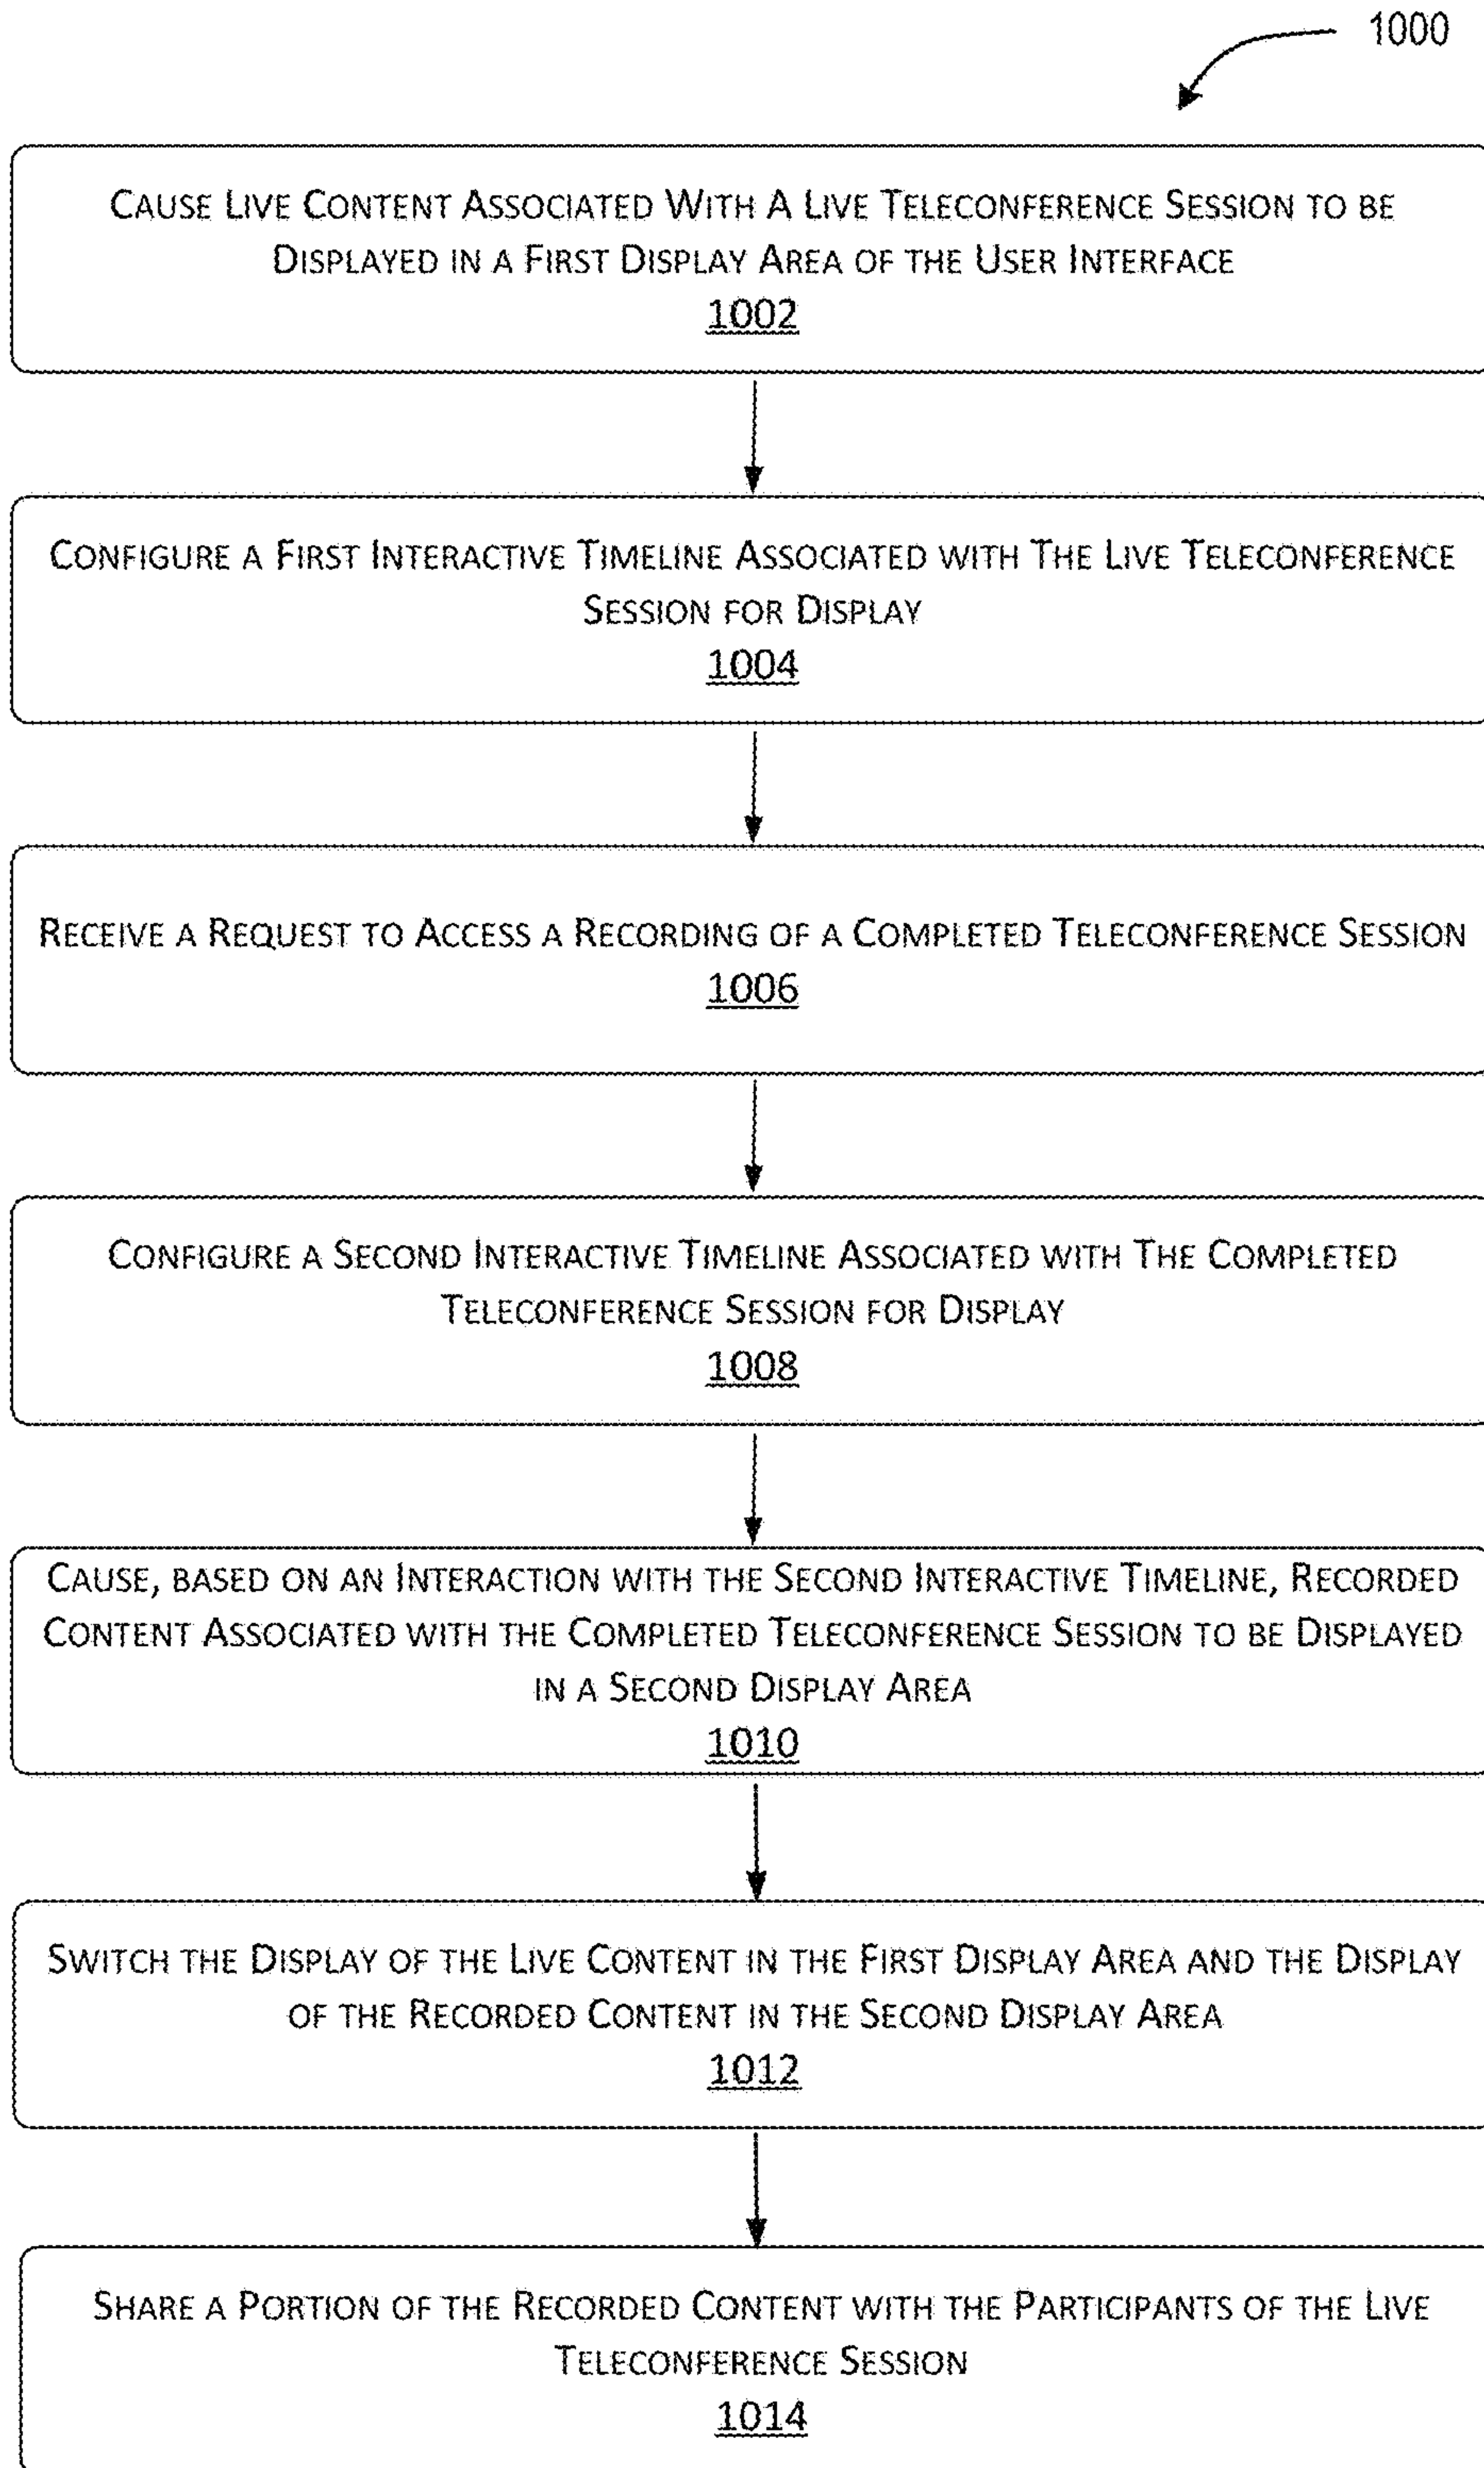 1000
CAUSE LIVE CONTENT ASSOCIATED WITH A LIVE TELECONFERENCE SESSION TO BE
DISPLAYED IN A FIRST DISPLAY AREA OF THE USER INTERFACE
1002
CONFIGURE A FIRST INTERACTIVE TIMELINE ASSOCIATED WITH THE LIVE TELECONFERENCE
SESSION FOR DISPLAY
1004
RECEIVE A REQUEST TO ACCESS A RECORDING OF A COMPLETED TELECONFERENCE SESSION
1006
CONFIGURE A SECOND INTERACTIVE TIMELINE ASSOCIATED WITH THE COMPLETED
TELECONFERENCE SESSION FOR DISPLAY
1008
CAUSE, BASED ON AN INTERACTION WITH THE SECOND INTERACTIVE TIMELINE, RECORDED
CONTENT ASSOCIATED WITH THE COMPLETED TELECONFERENCE SESSION TO BE DISPLAYED
IN A SECOND DISPLAY AREA
1010
SWITCH THE DISPLAY OF THE LIVE CONTENT IN THE FIRST DISPLAY AREA AND THE DISPLAY
OF THE RECORDED CONTENT IN THE SECOND DISPLAY AREA
1012
SHARE A PORTION OF THE RECORDED CONTENT WITH THE PARTICIPANTS OF THE LIVE
TELECONFERENCE SESSION
1014